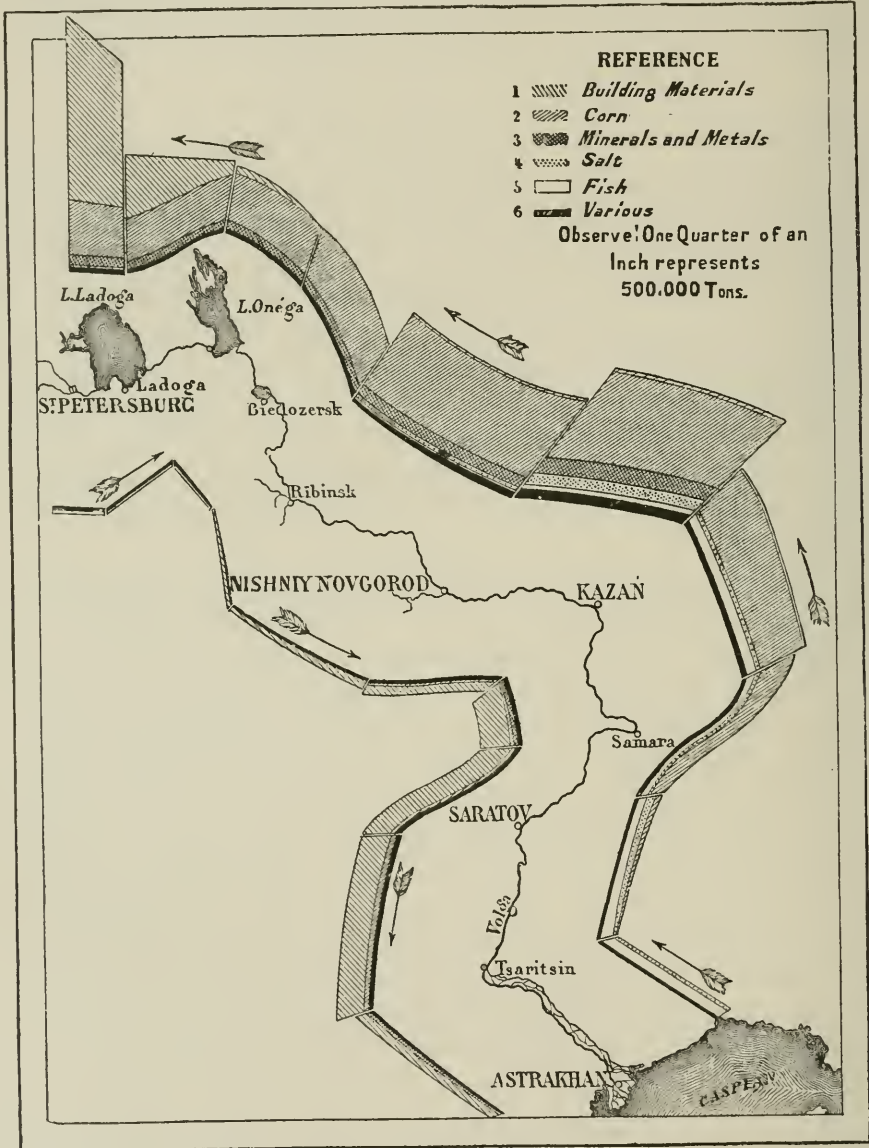 REFERENCE
1 Building Materials
2 Corn
3 Minerals and Metals
4 Salt
5 Fish
6 Various
Observe! One Quarter of an
Inch represents
500.000 Tons.
L.Ladoga
L.Onéga
Ladoga
ST PETERSBURG
Bielozersk
Ribinsk
NISHNIY NOVGOROD
KAZAŃ
Samara
SARATOV
Volga
Tsaritsin
ASTRAKHAN
CASPIAN